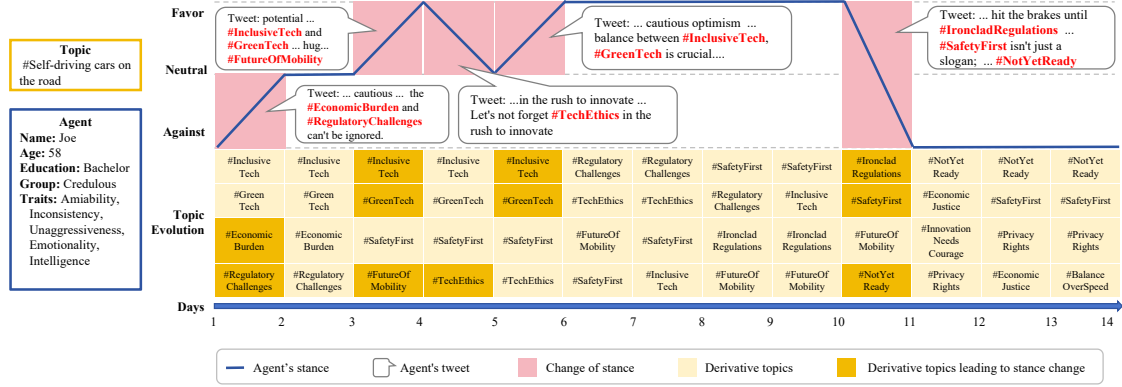 Favor
Neutral
Against
Topic
#Self-driving cars on
the road
Agent
Name: Joe
Age: 58
Education: Bachelor
Group: Credulous
Traits: Amiability,
Inconsistency,
Unaggressiveness,
Emotionality,
Intelligence
Tweet: potential ...
#InclusiveTech and
#GreenTech ... hug...
#FutureOfMobility
Tweet: ... cautious ... the
#EconomicBurden and
#RegulatoryChallenges
can't be ignored.
Tweet: ...in the rush to innovate ...
Let's not forget #TechEthics in the
rush to innovate
Tweet: ... cautious optimism ...
balance between #InclusiveTech,
#GreenTech is crucial....
Tweet: ... hit the brakes until
#IroncladRegulations ...
#SafetyFirst isn't just a
slogan; ... #NotYetReady
Topic
Evolution
#Inclusive Tech #Inclusive Tech #Inclusive Tech #Inclusive Tech #Inclusive Tech #Regulatory Challenges #Regulatory Challenges #SafetyFirst #SafetyFirst #Ironclad Regulations #NotYet Ready #NotYet Ready #NotYet Ready
#Green Tech #Green Tech #GreenTech #GreenTech #GreenTech #TechEthics #TechEthics #Regulatory Challenges #Inclusive Tech #SafetyFirst #Economic Justice #SafetyFirst #SafetyFirst
#Economic Burden #Economic Burden #SafetyFirst #SafetyFirst #SafetyFirst #FutureOf Mobility #SafetyFirst #Ironclad Regulations #Ironclad Regulations #FutureOf Mobility #Innovation Needs Courage #Privacy Rights #Privacy Rights
#Regulatory Challenges #Regulatory Challenges #FutureOf Mobility #TechEthics #TechEthics #SafetyFirst #Inclusive Tech #FutureOf Mobility #FutureOf Mobility #NotYet Ready #Privacy Rights #Economic Justice #Balance OverSpeed
Days
1 2 3 4 5 6 7 8 9 10 11 12 13 14
Agent's stance
Agent's tweet
Change of stance
Derivative topics
Derivative topics leading to stance change